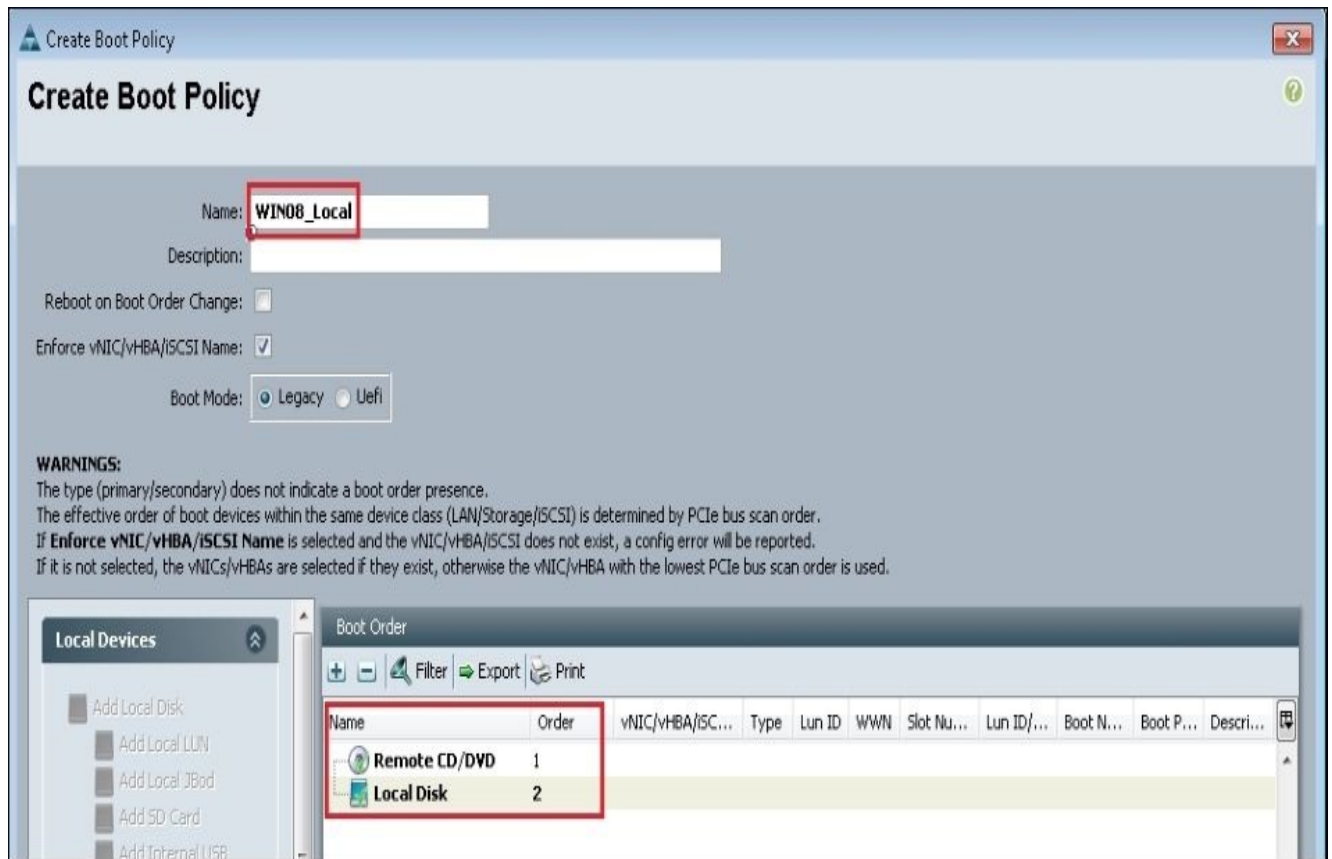 Create Boot Policy
Create Boot Policy
Name: WIN08_Local
Description:
Reboot on Boot Order Change:
Enforce vNIC/vHBA/iSCSI Name:
Boot Mode: Legacy Uefi
WARNINGS:
The type (primary/secondary) does not indicate a boot order presence.
The effective order of boot devices within the same device class (LAN/Storage/iSCSI) is determined by PCIe bus scan order.
If Enforce vNIC/vHBA/iSCSI Name is selected and the vNIC/vHBA/iSCSI does not exist, a config error will be reported.
If it is not selected, the vNICs/vHBAs are selected if they exist, otherwise the vNIC/vHBA with the lowest PCIe bus scan order is used.
Local Devices
Add Local Disk
Add Local LUN
Add Local JBod
Add SD Card
Add Internal USB
Boot Order
Filter Export Print
Name Order vNIC/vHBA/iSC... Type Lun ID WWN Slot Nu... Lun ID/... Boot N... Boot P... Descri...
Remote CD/DVD 1
Local Disk 2